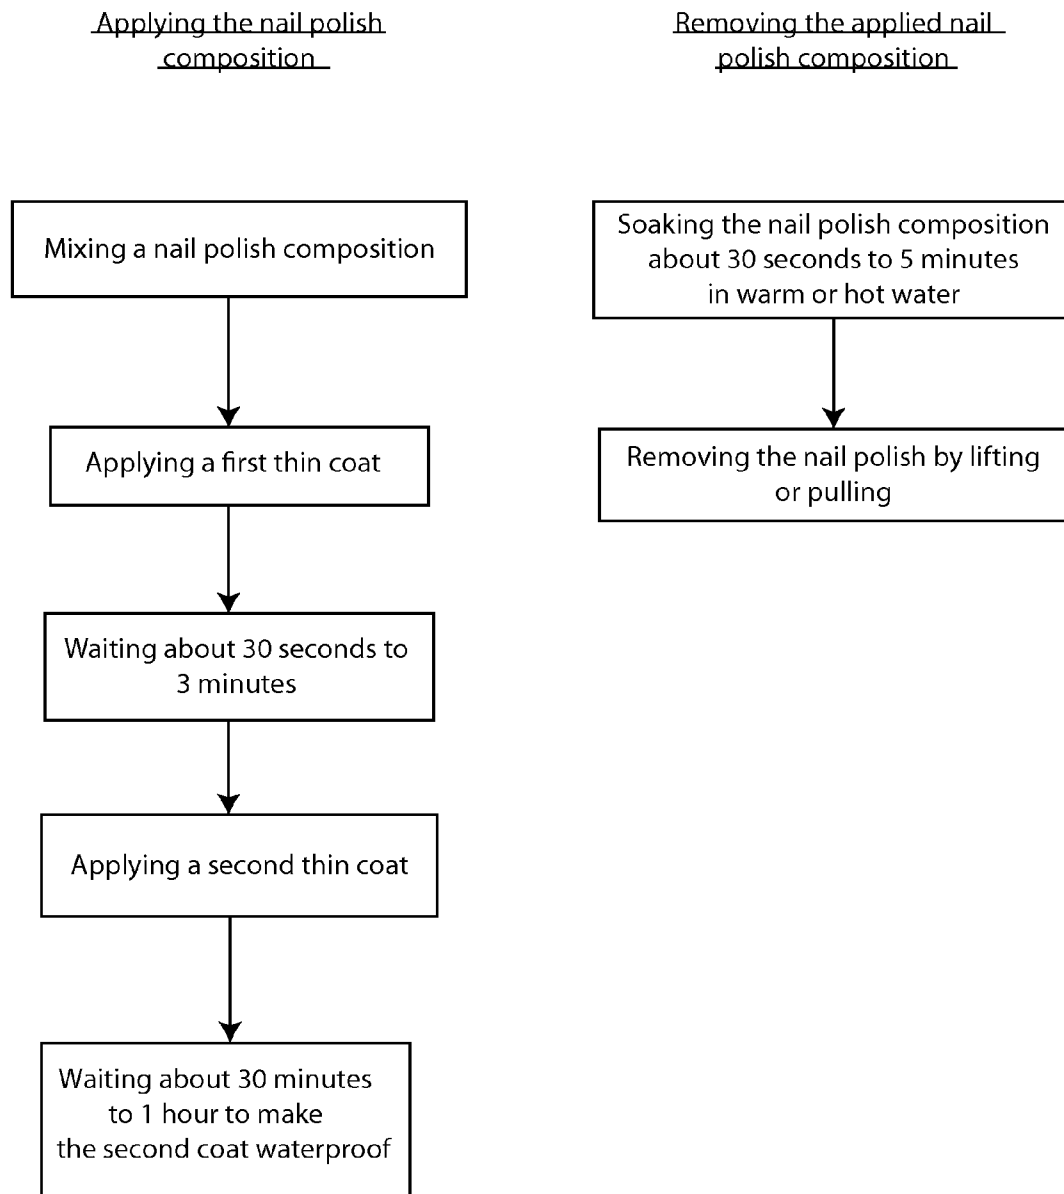 Applying the nail polish
composition
Mixing a nail polish composition
Applying a first thin coat
Waiting about 30 seconds to
3 minutes
Applying a second thin coat
Waiting about 30 minutes
to 1 hour to make
the second coat waterproof
Removing the applied nail
polish composition
Soaking the nail polish composition
about 30 seconds to 5 minutes
in warm or hot water
Removing the nail polish by lifting
or pulling